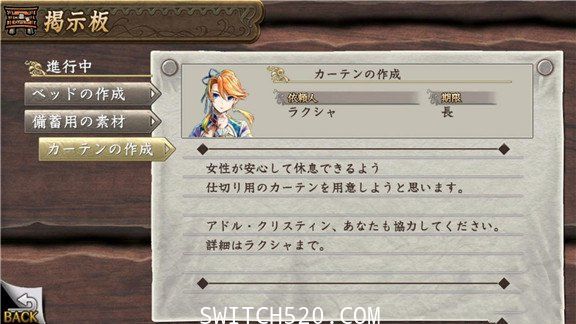 掲示板
進行中
ベッドの作成
備蓄用の素材
カーテンの作成
カーテンの作成
依頼人
期限
ラクシャ
長
女性が安心して休息できるよう
仕切り用のカーテンを用意しようと思います。
アドル・クリスティン、あなたも協力してください。
詳細はラクシャまで。
BACK
SWITCH520.COM